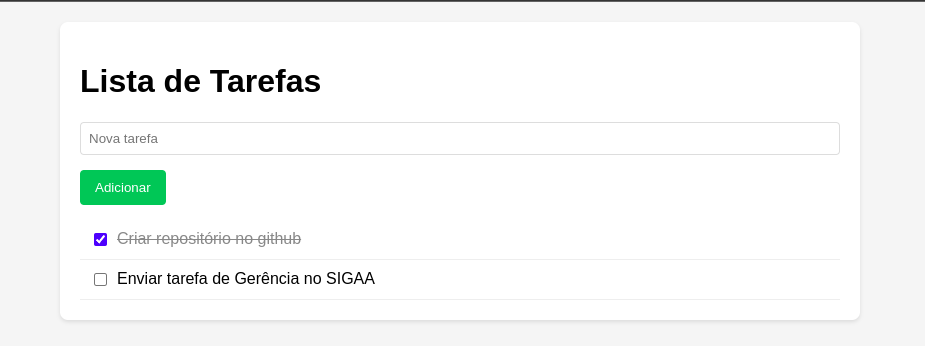 Lista de Tarefas
Nova tarefa
Adicionar
Criar repositório no github
Enviar tarefa de Gerência no SIGAA